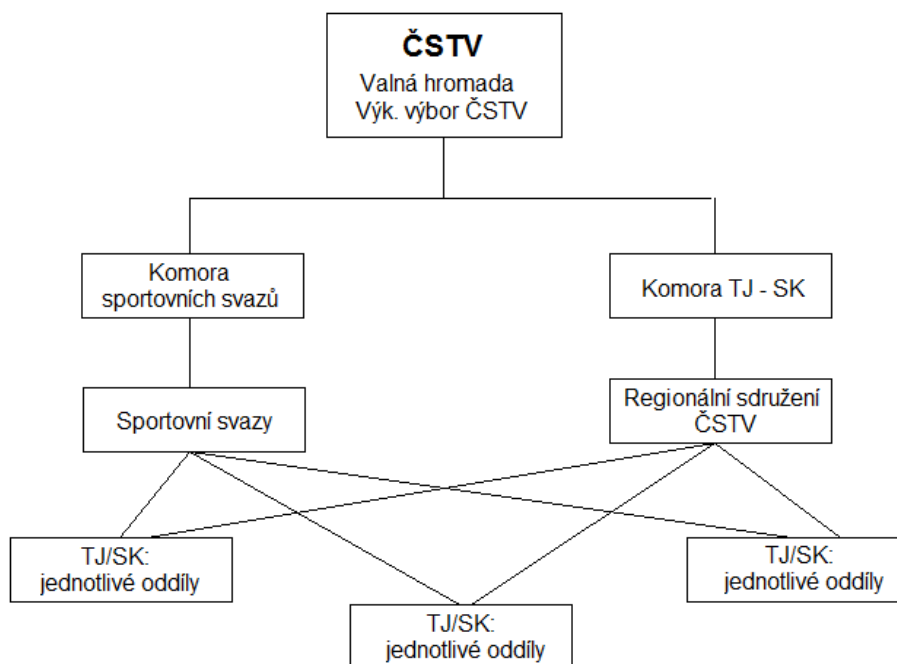 ČSTV
Valná hromada
Výk. výbor ČSTV
Komora
sportovních svazů
Komora TJ - SK
Sportovní svazy
Regionální sdružení
ČSTV
TJ/SK:
jednotlivé oddíly
TJ/SK:
jednotlivé oddíly
TJ/SK:
jednotlivé oddíly